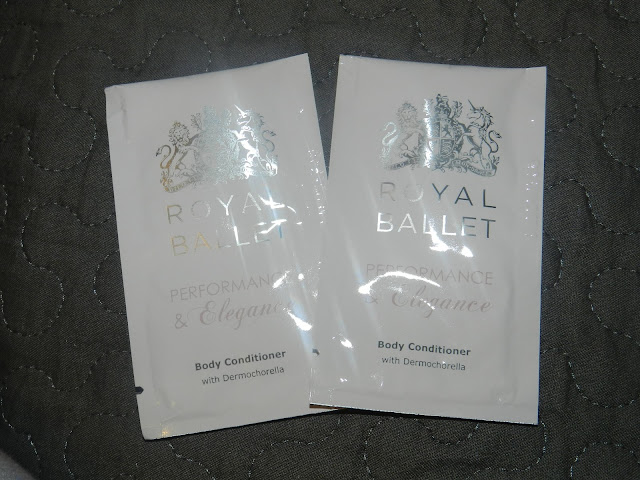 ROYAL
BALLET
PERFORMANCE
& Elegance
Body Conditioner
with Dermochorella
ROYAL
BALLET
PERFORMANCE
& Elegance
Body Conditioner
with Dermochorella